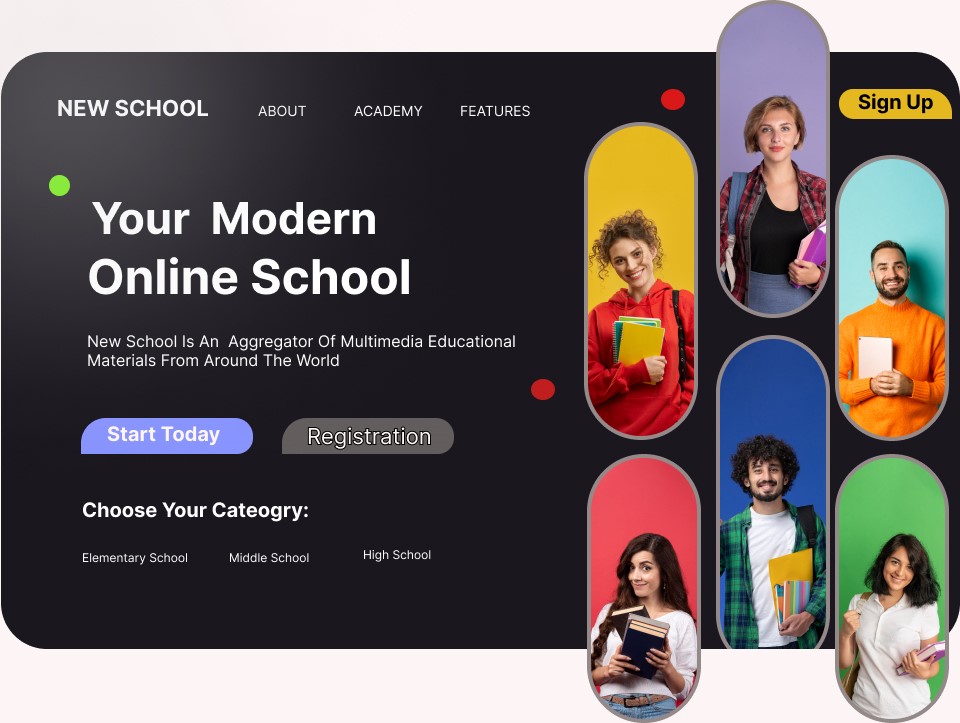 NEW SCHOOL ABOUT ACADEMY FEATURES Sign Up
Your Modern
Online School
New School Is An Aggregator Of Multimedia Educational
Materials From Around The World
Start Today Registration
Choose Your Cateogry:
Elementary School Middle School High School